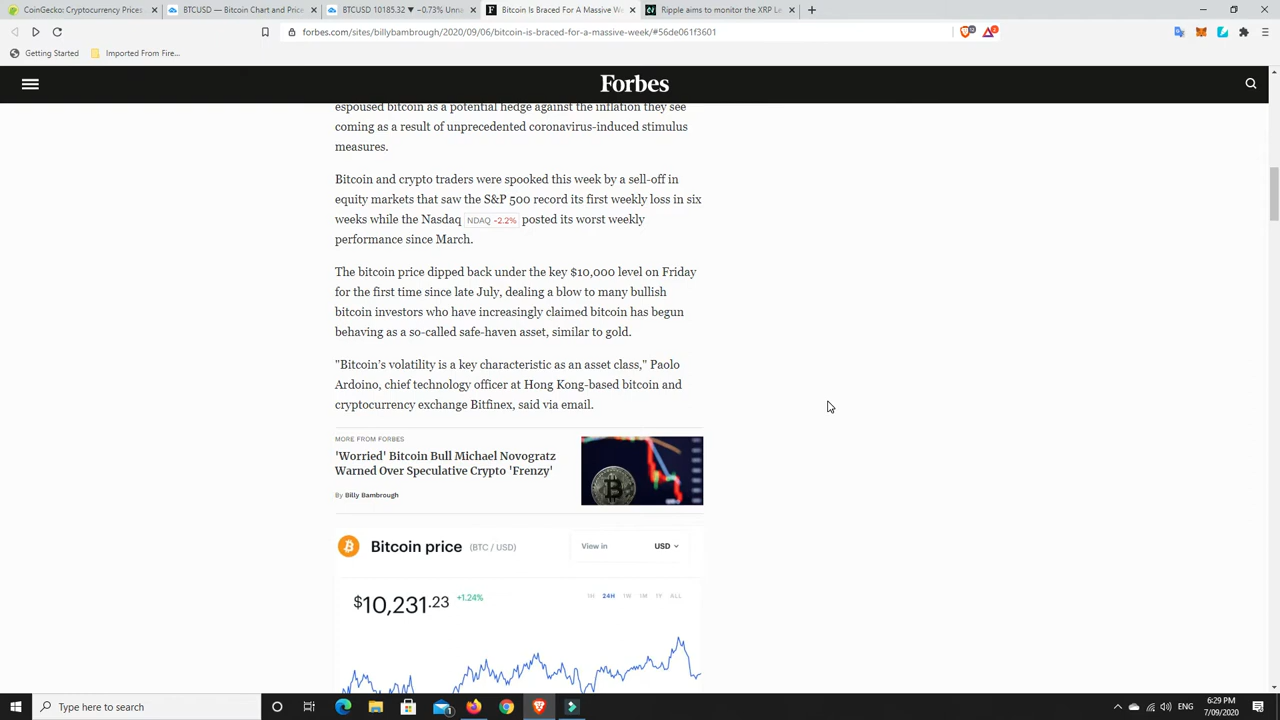 CoinGecko: Cryptocurrency Prices
BTCUSD — Bitcoin Chart and Price
BTCUSD 10185.32 ▼ −0.73% Unna
Bitcoin Is Braced For A Massive We
Ripple aims to monitor the XRP Le
forbes.com/sites/billybambrough/2020/09/06/bitcoin-is-braced-for-a-massive-week/#56de061f3601
Getting Started
Imported From Fire...
Forbes
espoused bitcoin as a potential hedge against the inflation they see
coming as a result of unprecedented coronavirus-induced stimulus
measures.
Bitcoin and crypto traders were spooked this week by a sell-off in
equity markets that saw the S&P 500 record its first weekly loss in six
weeks while the Nasdaq NDAQ -2.2% posted its worst weekly
performance since March.
The bitcoin price dipped back under the key $10,000 level on Friday
for the first time since late July, dealing a blow to many bullish
bitcoin investors who have increasingly claimed bitcoin has begun
behaving as a so-called safe-haven asset, similar to gold.
"Bitcoin’s volatility is a key characteristic as an asset class," Paolo
Ardoino, chief technology officer at Hong Kong-based bitcoin and
cryptocurrency exchange Bitfinex, said via email.
MORE FROM FORBES
'Worried' Bitcoin Bull Michael Novogratz
Warned Over Speculative Crypto 'Frenzy'
By Billy Bambrough
Bitcoin price (BTC / USD)
View in USD
$10,231.23 +1.24%
1H 24H 1W 1M 1Y ALL
Type here to search
ENG
6:29 PM
7/09/2020